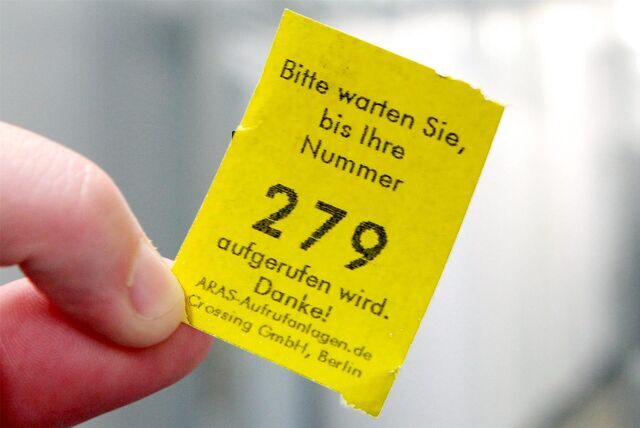 Bitte warten Sie,
bis Ihre
Nummer
279
aufgerufen wird.
Danke!
ARAS-Aufrufanlagen.de
Crossing GmbH, Berlin